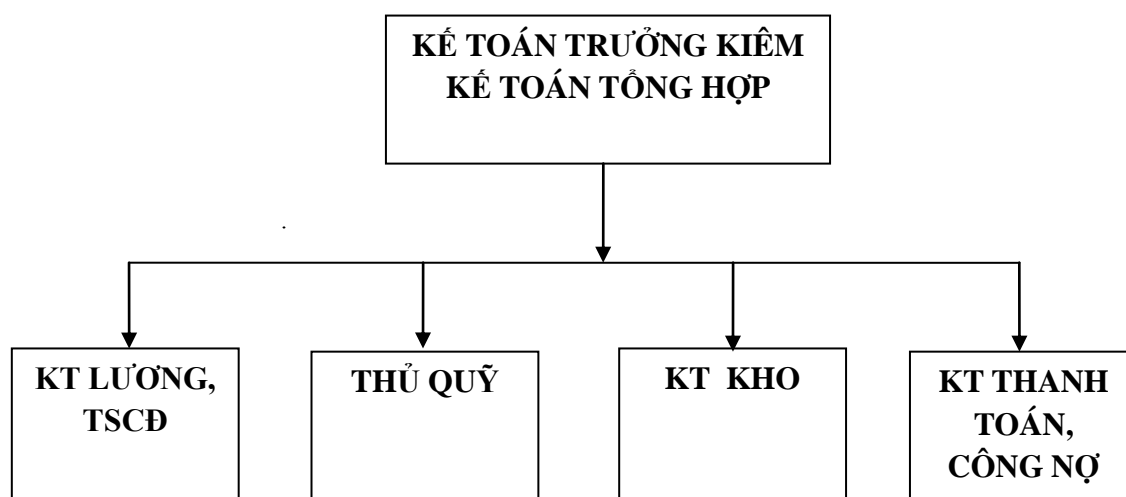 KẾ TOÁN TRƯỞNG KIÊM
KẾ TOÁN TỔNG HỢP
KT LƯƠNG,
TSCĐ
THỦ QUỸ
KT KHO
KT THANH
TOÁN,
CÔNG NỢ